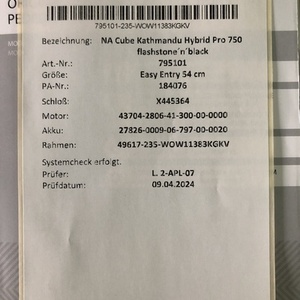 795101-235-WOW11383KGKV
Bezeichnung: NA Cube Kathmandu Hybrid Pro 750
flashstone´n´black
Art.-Nr.: 795101
Größe: Easy Entry 54 cm
PA-Nr.: 184076
Schloß: X445364
Motor: 43704-2806-41-300-00-0000
Akku: 27826-0009-06-797-00-0020
Rahmen: 49617-235-WOW11383KGKV
Systemcheck erfolgt.
Prüfer: L. 2-APL-07
Prüfdatum: 09.04.2024